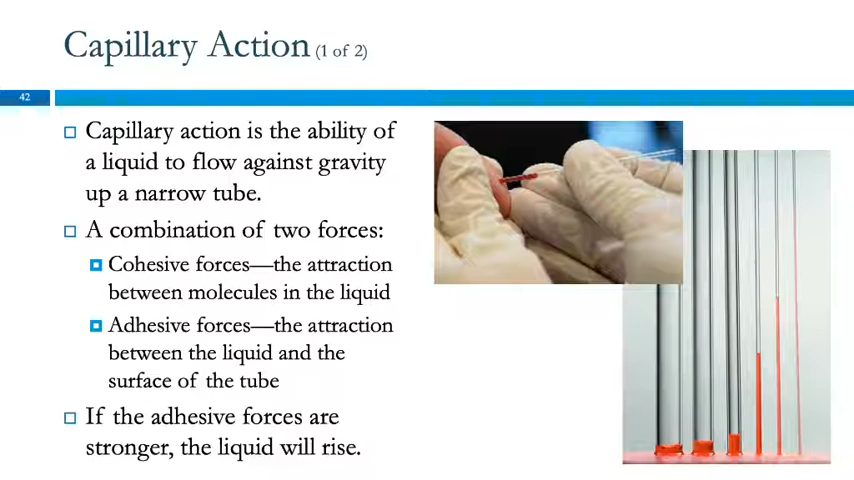 Capillary Action (1 of 2)
42
Capillary action is the ability of
a liquid to flow against gravity
up a narrow tube.
A combination of two forces:
Cohesive forces—the attraction
between molecules in the liquid
Adhesive forces—the attraction
between the liquid and the
surface of the tube
If the adhesive forces are
stronger, the liquid will rise.